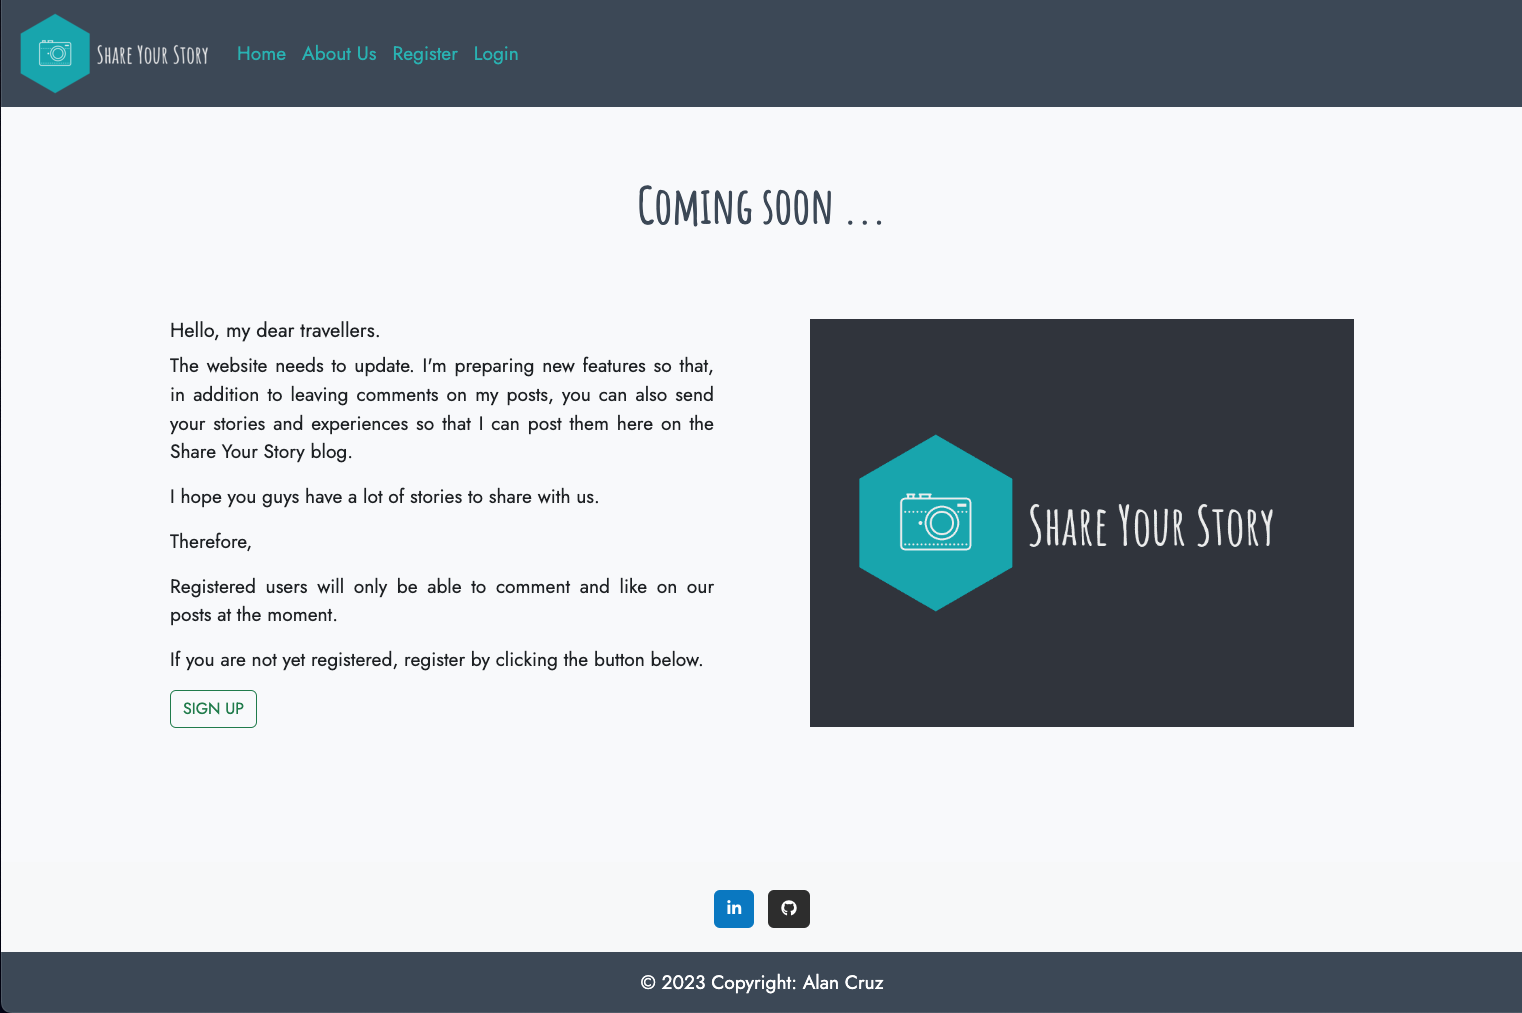 Share Your Story
Home About Us Register Login
Coming soon ...
Hello, my dear travellers.
The website needs to update. I'm preparing new features so that,
in addition to leaving comments on my posts, you can also send
your stories and experiences so that I can post them here on the
Share Your Story blog.
I hope you guys have a lot of stories to share with us.
Therefore,
Registered users will only be able to comment and like on our
posts at the moment.
If you are not yet registered, register by clicking the button below.
SIGN UP
Share Your Story
in
© 2023 Copyright: Alan Cruz